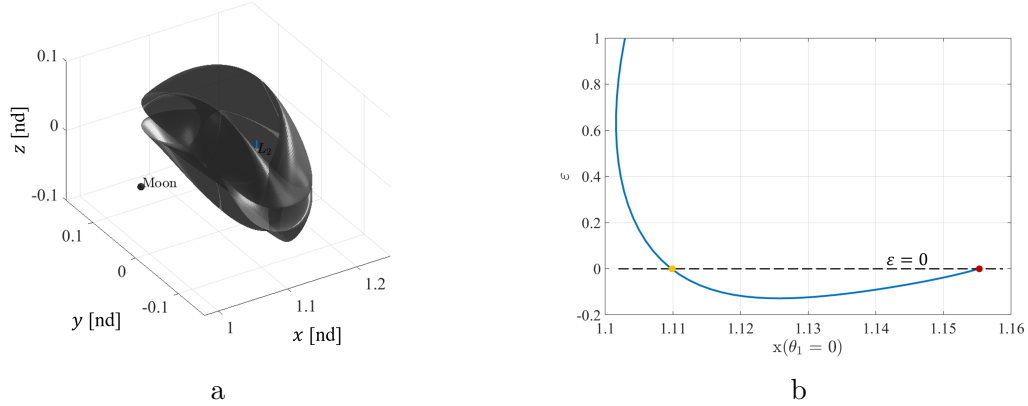 0.1
0
-0.1
z [nd]
Moon
L₂
0.1
0
-0.1
y [nd]
1
1.1
1.2
x [nd]
a
1
0.8
0.6
0.4
0.2
0
-0.2
ε
ε = 0
1.1 1.11 1.12 1.13 1.14 1.15 1.16
x(θ₁ = 0)
b